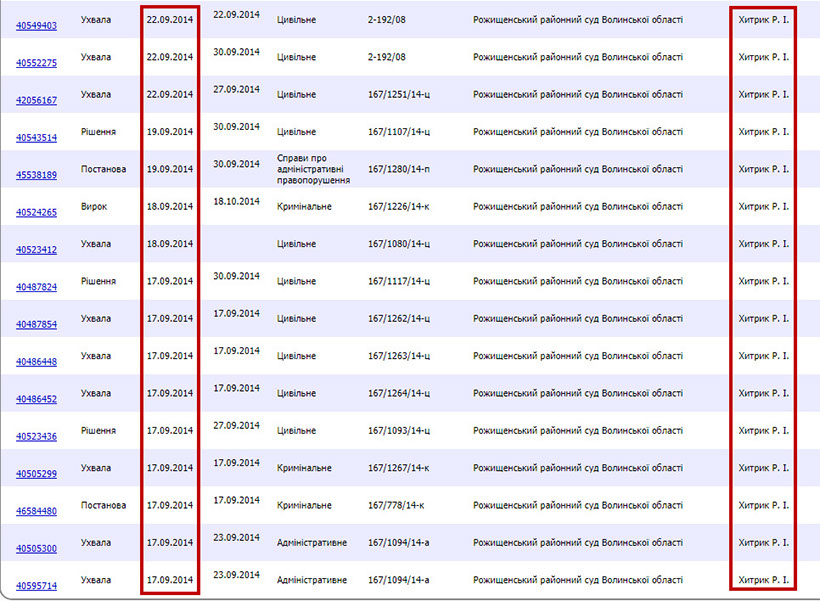 40549403 Ухвала 22.09.2014 22.09.2014 Цивільне 2-192/08 Рожищенський районний суд Волинської області Хитрик Р. І.
40552275 Ухвала 22.09.2014 30.09.2014 Цивільне 2-192/08 Рожищенський районний суд Волинської області Хитрик Р. І.
42056167 Ухвала 22.09.2014 27.09.2014 Цивільне 167/1251/14-ц Рожищенський районний суд Волинської області Хитрик Р. І.
40543514 Рішення 19.09.2014 30.09.2014 Цивільне 167/1107/14-ц Рожищенський районний суд Волинської області Хитрик Р. І.
45538189 Постанова 19.09.2014 30.09.2014 Справи про адміністративні правопорушення 167/1280/14-п Рожищенський районний суд Волинської області Хитрик Р. І.
40524265 Вирок 18.09.2014 18.10.2014 Кримінальне 167/1226/14-к Рожищенський районний суд Волинської області Хитрик Р. І.
40523412 Ухвала 18.09.2014 Цивільне 167/1080/14-ц Рожищенський районний суд Волинської області Хитрик Р. І.
40487824 Рішення 17.09.2014 30.09.2014 Цивільне 167/1117/14-ц Рожищенський районний суд Волинської області Хитрик Р. І.
40487854 Ухвала 17.09.2014 17.09.2014 Цивільне 167/1262/14-ц Рожищенський районний суд Волинської області Хитрик Р. І.
40486448 Ухвала 17.09.2014 17.09.2014 Цивільне 167/1263/14-ц Рожищенський районний суд Волинської області Хитрик Р. І.
40486452 Ухвала 17.09.2014 17.09.2014 Цивільне 167/1264/14-ц Рожищенський районний суд Волинської області Хитрик Р. І.
40523436 Рішення 17.09.2014 27.09.2014 Цивільне 167/1093/14-ц Рожищенський районний суд Волинської області Хитрик Р. І.
40505299 Ухвала 17.09.2014 17.09.2014 Кримінальне 167/1267/14-к Рожищенський районний суд Волинської області Хитрик Р. І.
46584480 Постанова 17.09.2014 17.09.2014 Кримінальне 167/778/14-к Рожищенський районний суд Волинської області Хитрик Р. І.
40505300 Ухвала 17.09.2014 23.09.2014 Адміністративне 167/1094/14-а Рожищенський районний суд Волинської області Хитрик Р. І.
40595714 Ухвала 17.09.2014 23.09.2014 Адміністративне 167/1094/14-а Рожищенський районний суд Волинської області Хитрик Р. І.